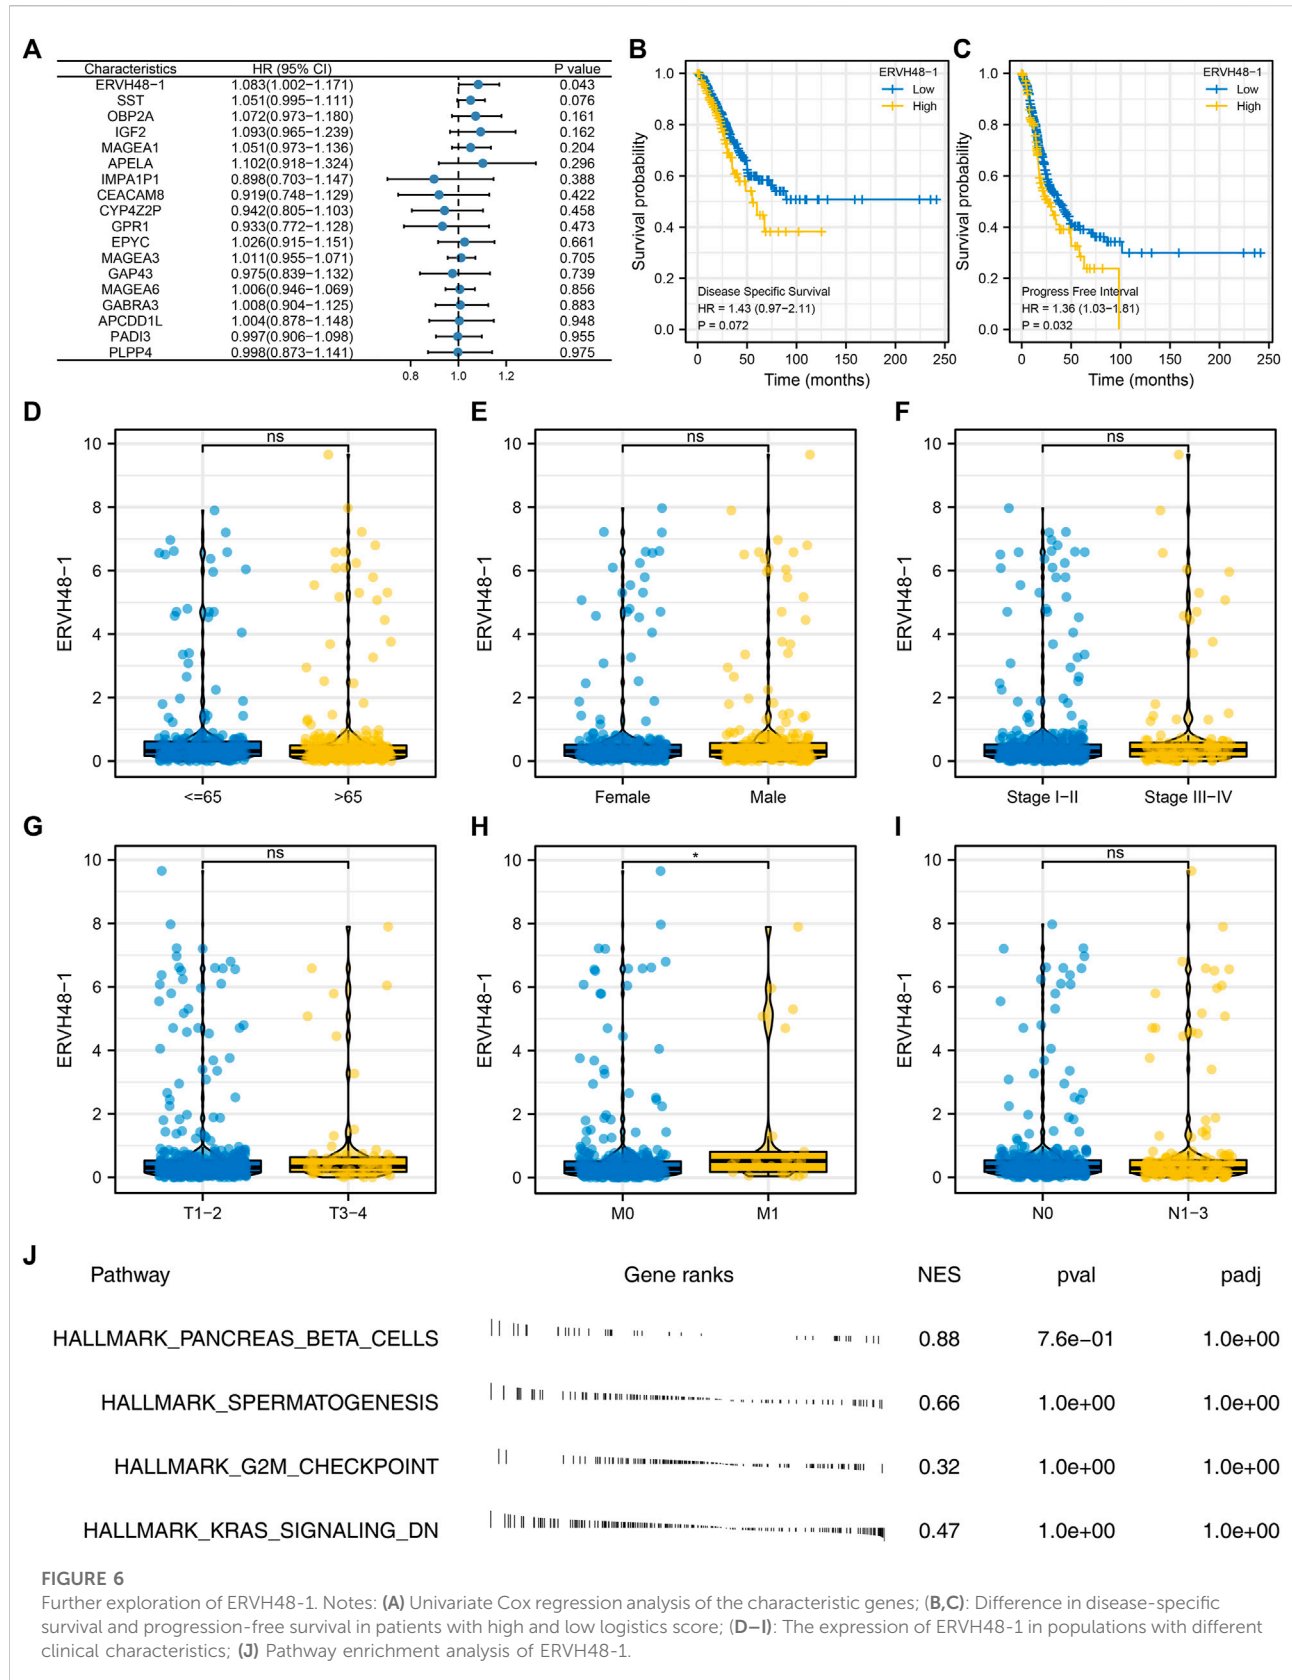 A
Characteristics HR (95% CI) P value
ERVH48−1 1.083(1.002−1.171) 0.043
SST 1.051(0.995−1.111) 0.076
OBP2A 1.072(0.973−1.180) 0.161
IGF2 1.093(0.965−1.239) 0.162
MAGEA1 1.051(0.973−1.136) 0.204
APELA 1.102(0.918−1.324) 0.296
IMPA1P1 0.898(0.703−1.147) 0.388
CEACAM8 0.919(0.748−1.129) 0.422
CYP4Z2P 0.942(0.805−1.103) 0.458
GPR1 0.933(0.772−1.128) 0.473
EPYC 1.026(0.915−1.151) 0.661
MAGEA3 1.011(0.955−1.071) 0.705
GAP43 0.975(0.839−1.132) 0.739
MAGEA6 1.006(0.946−1.069) 0.856
GABRA3 1.008(0.904−1.125) 0.883
APCDD1L 1.004(0.878−1.148) 0.948
PADI3 0.997(0.906−1.098) 0.955
PLPP4 0.998(0.873−1.141) 0.975
0.8 1.0 1.2
B
ERVH48−1
Low
High
1.0
0.8
0.6
0.4
0.2
0.0
Survival probability
Disease Specific Survival
HR = 1.43 (0.97−2.11)
P = 0.072
0 50 100 150 200 250
Time (months)
C
ERVH48−1
Low
High
1.0
0.8
0.6
0.4
0.2
0.0
Survival probability
Progress Free Interval
HR = 1.36 (1.03−1.81)
P = 0.032
0 50 100 150 200 250
Time (months)
D
ns
10
8
6
4
2
0
ERVH48−1
<=65 >65
E
ns
10
8
6
4
2
0
ERVH48−1
Female Male
F
ns
10
8
6
4
2
0
ERVH48−1
Stage I−II Stage III−IV
G
ns
10
8
6
4
2
0
ERVH48−1
T1−2 T3−4
H
*
10
8
6
4
2
0
ERVH48−1
M0 M1
I
ns
10
8
6
4
2
0
ERVH48−1
N0 N1−3
J
Pathway Gene ranks NES pval padj
HALLMARK_PANCREAS_BETA_CELLS 0.88 7.6e−01 1.0e+00
HALLMARK_SPERMATOGENESIS 0.66 1.0e+00 1.0e+00
HALLMARK_G2M_CHECKPOINT 0.32 1.0e+00 1.0e+00
HALLMARK_KRAS_SIGNALING_DN 0.47 1.0e+00 1.0e+00
FIGURE 6
Further exploration of ERVH48-1. Notes: (A) Univariate Cox regression analysis of the characteristic genes; (B,C): Difference in disease-specific
survival and progression-free survival in patients with high and low logistics score; (D–I): The expression of ERVH48-1 in populations with different
clinical characteristics; (J) Pathway enrichment analysis of ERVH48-1.